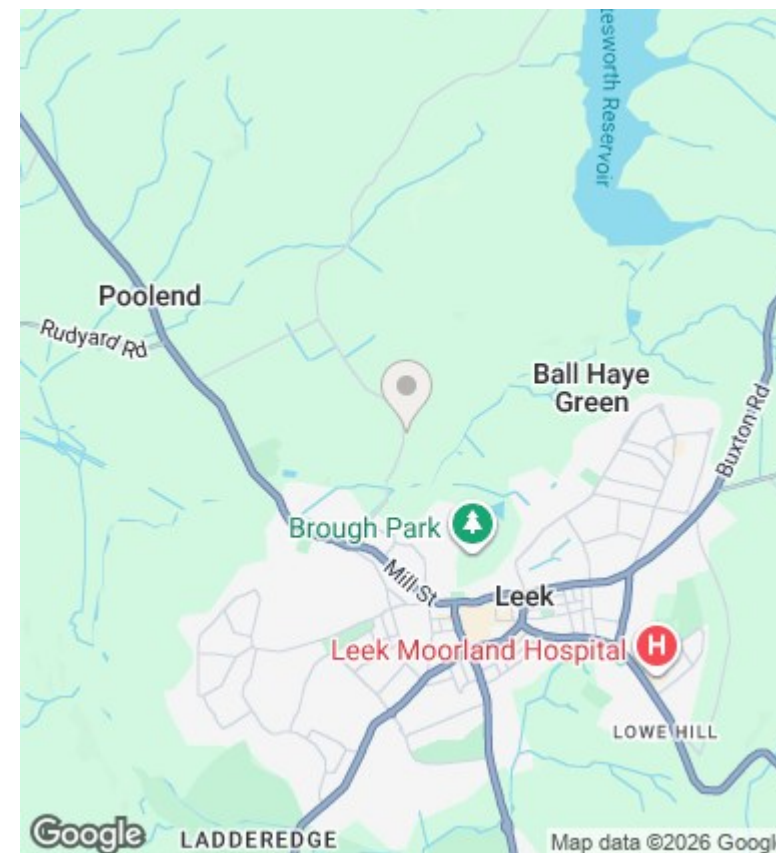 tesworth Reservoir
Poolend
Rudyard Rd
Ball Haye
Green
Buxton Rd
Brough Park
Mill St
Leek
Leek Moorland Hospital
H
LOWE HILL
LADDEREDGE
Google
Map data ©2026 Googl